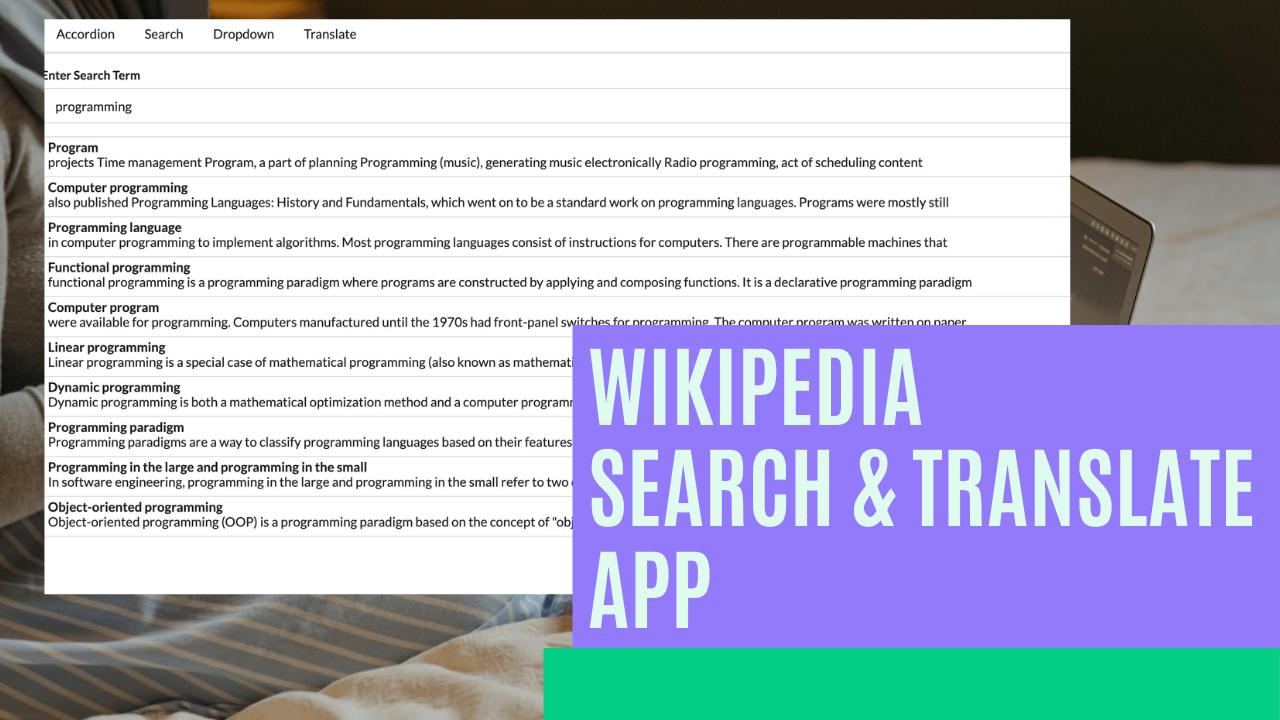 Accordion Search Dropdown Translate
Enter Search Term
programming
Program
projects Time management Program, a part of planning Programming (music), generating music electronically Radio programming, act of scheduling content
Computer programming
also published Programming Languages: History and Fundamentals, which went on to be a standard work on programming languages. Programs were mostly still
Programming language
in computer programming to implement algorithms. Most programming languages consist of instructions for computers. There are programmable machines that
Functional programming
functional programming is a programming paradigm where programs are constructed by applying and composing functions. It is a declarative programming paradigm
Computer program
were available for programming. Computers manufactured until the 1970s had front-panel switches for programming. The computer program was written on paper
Linear programming
Linear programming is a special case of mathematical programming (also known as mathemati
Dynamic programming
Dynamic programming is both a mathematical optimization method and a computer programm
Programming paradigm
Programming paradigms are a way to classify programming languages based on their features
Programming in the large and programming in the small
In software engineering, programming in the large and programming in the small refer to two
Object-oriented programming
Object-oriented programming (OOP) is a programming paradigm based on the concept of "obj
WIKIPEDIA
SEARCH & TRANSLATE
APP